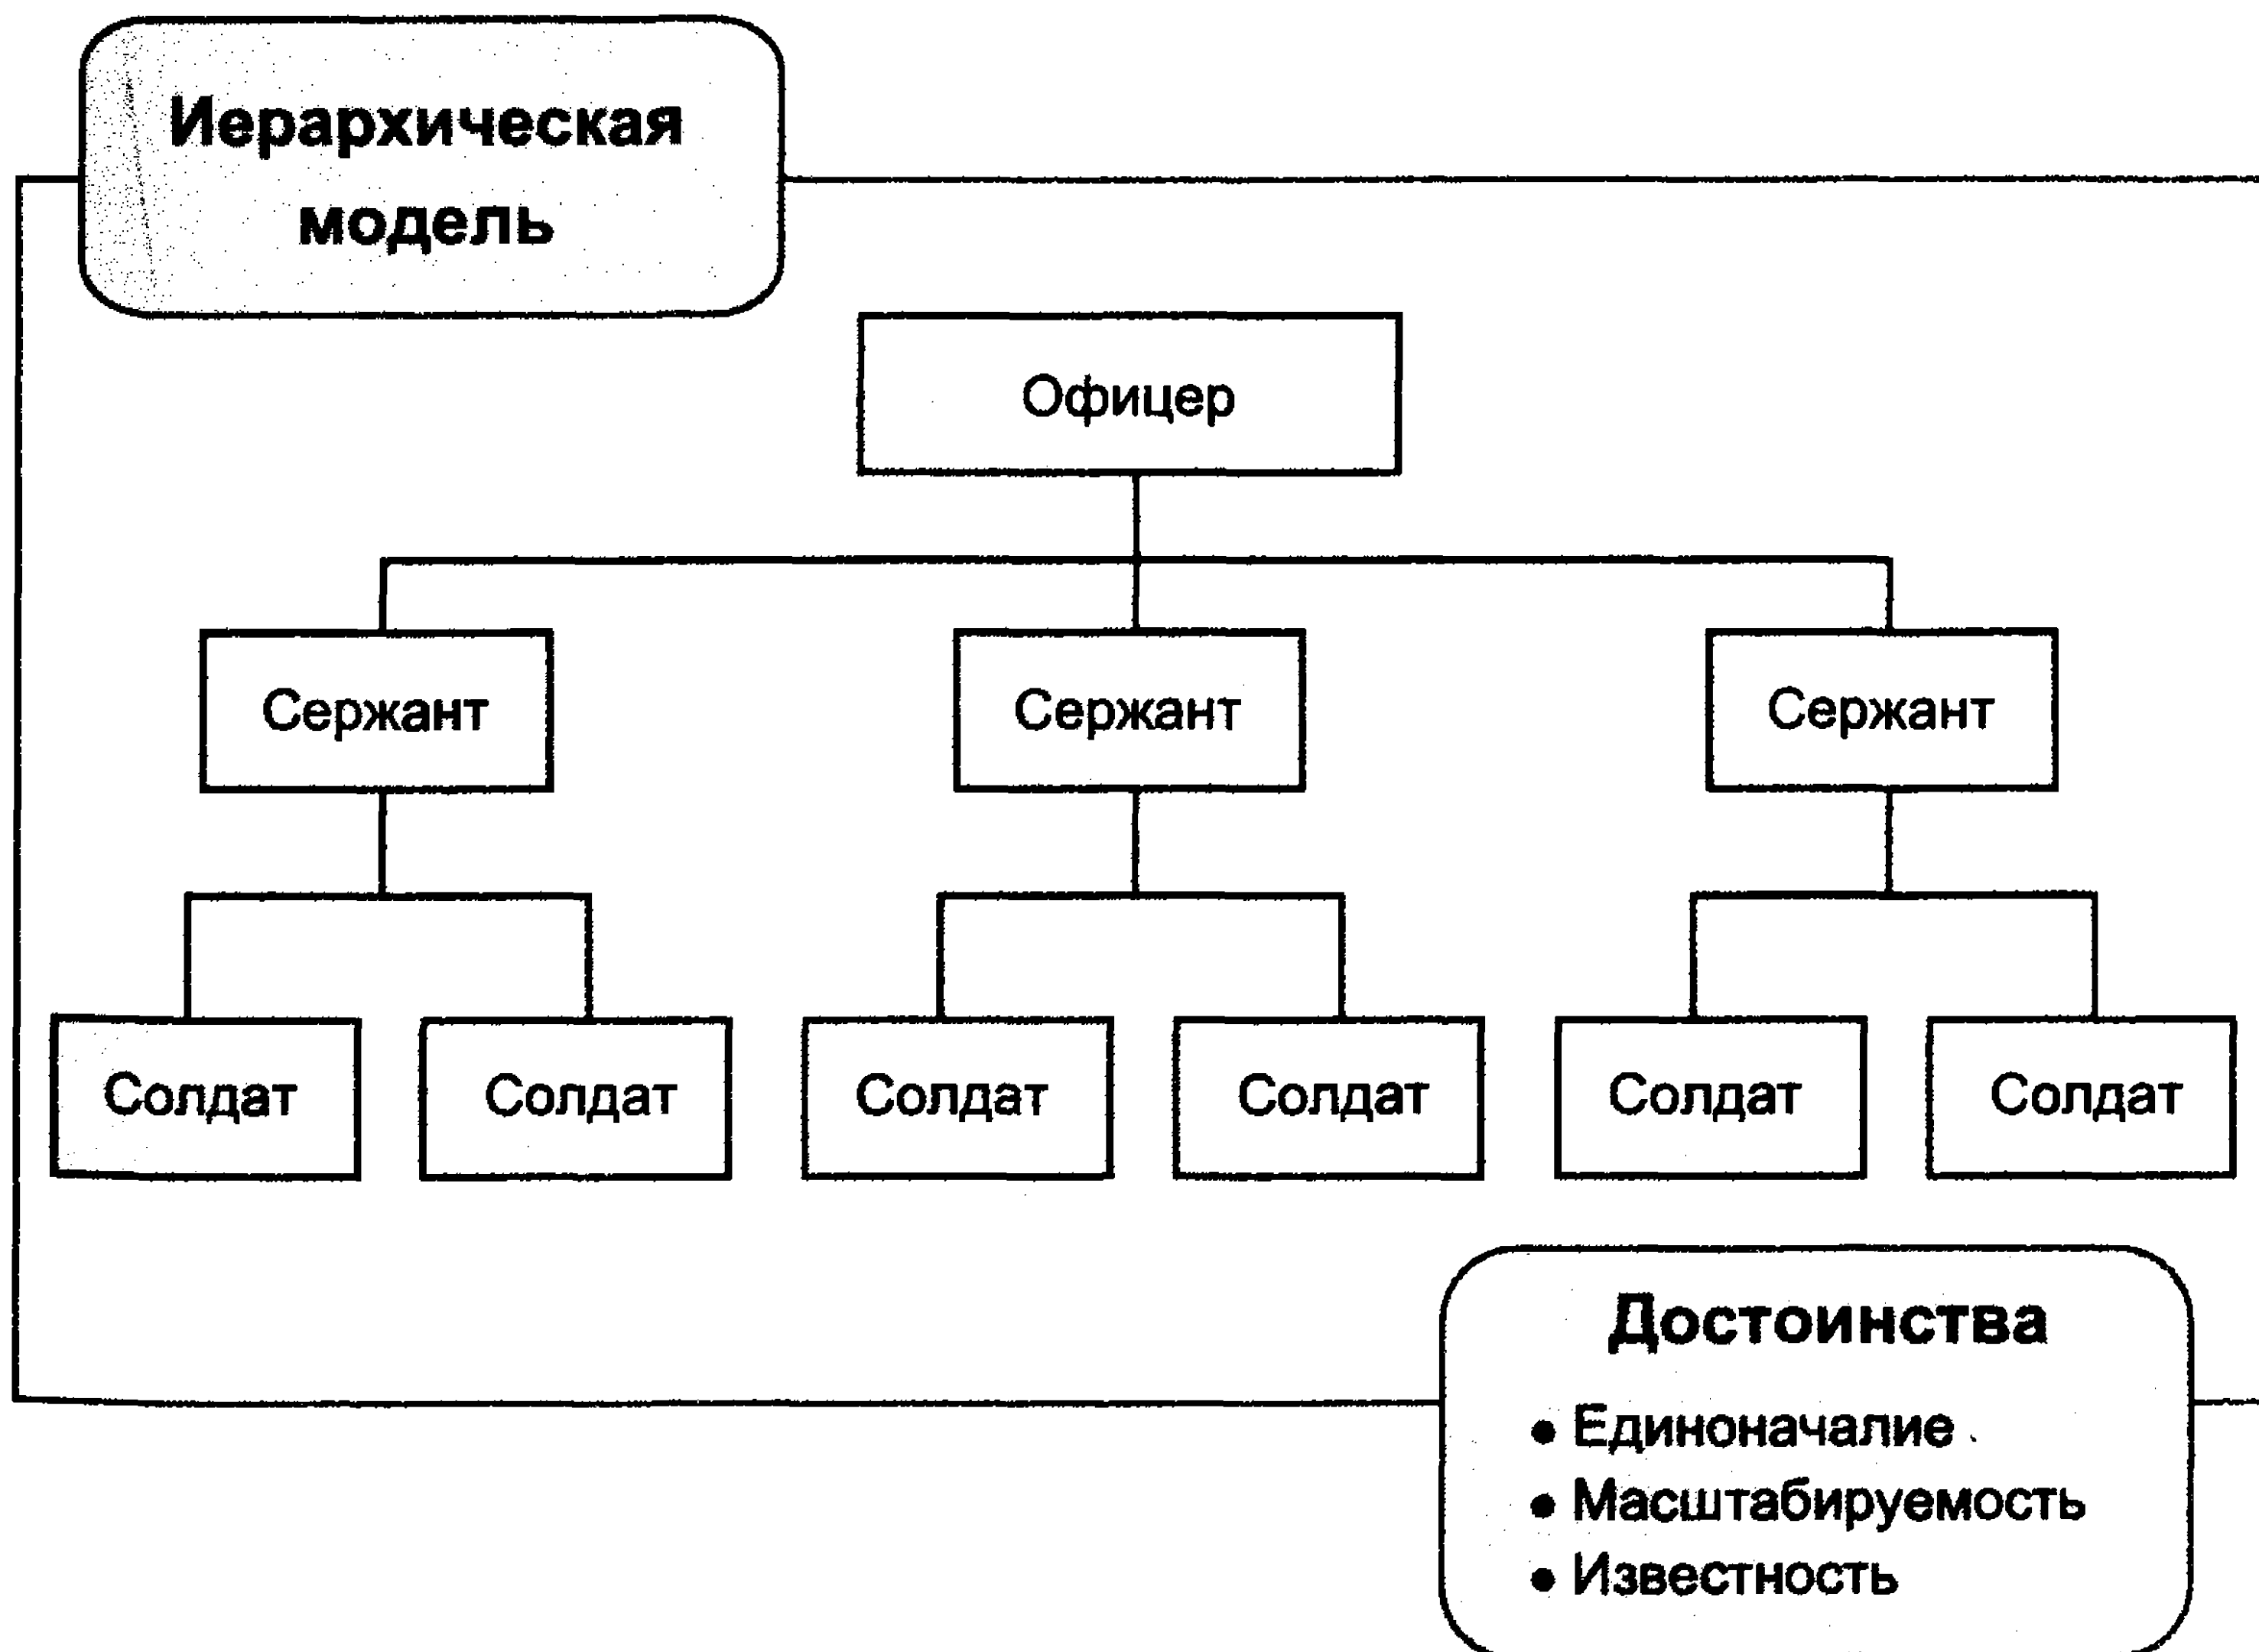 Иерархическая
модель
Офицер
Сержант
Сержант
Сержант
Солдат
Солдат
Солдат
Солдат
Солдат
Солдат
Достоинства
• Единоначалие
• Масштабируемость
• Известность